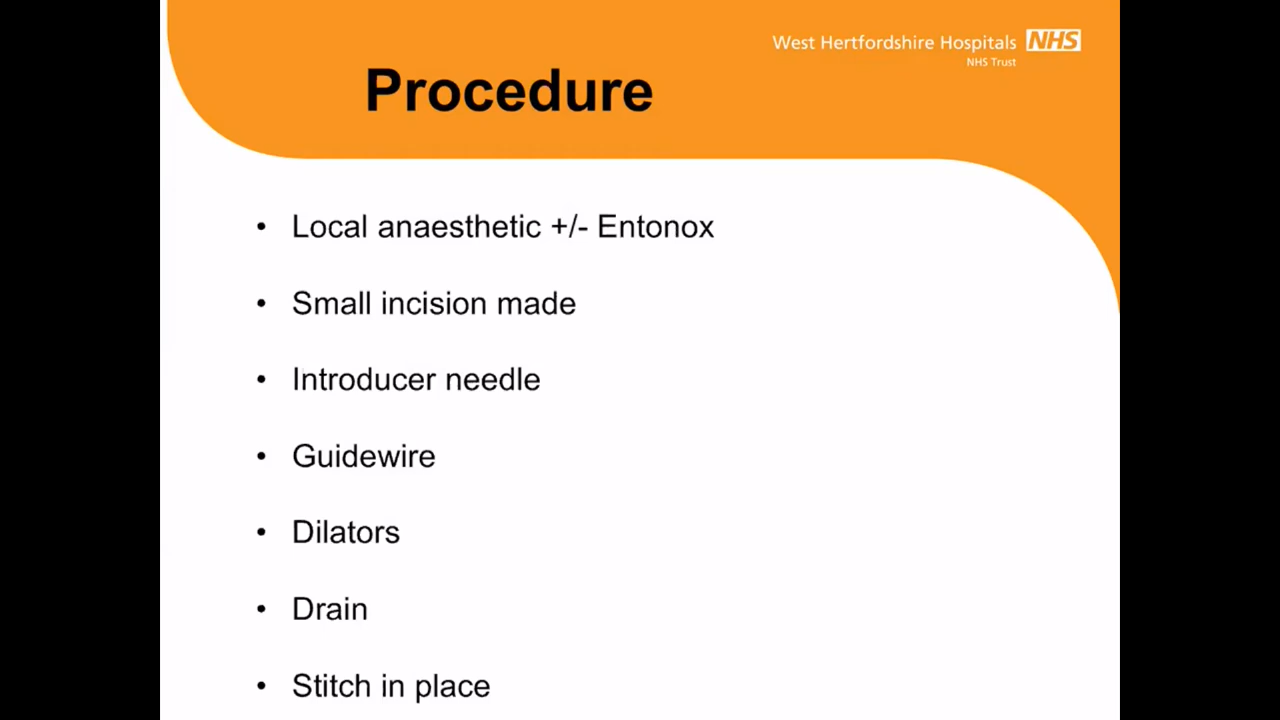 West Hertfordshire Hospitals NHS
NHS Trust
Procedure
• Local anaesthetic +/- Entonox
• Small incision made
• Introducer needle
• Guidewire
• Dilators
• Drain
• Stitch in place